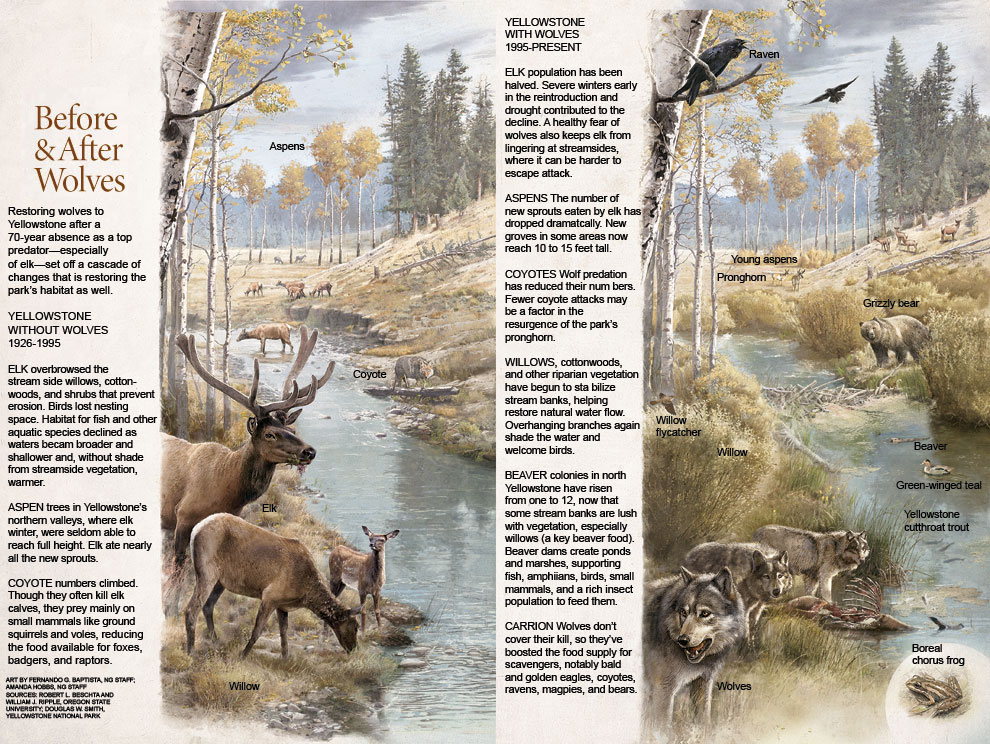 Before
& After
Wolves
Restoring wolves to
Yellowstone after a
70-year absence as a top
predator—especially
of elk—set off a cascade of
changes that is restoring the
park's habitat as well.
YELLOWSTONE
WITHOUT WOLVES
1926-1995
ELK overbrowsed the
stream side willows, cotton-
woods, and shrubs that prevent
erosion. Birds lost nesting
space. Habitat for fish and other
aquatic species declined as
waters becam broader and
shallower and, without shade
from streamside vegetation,
warmer.
ASPEN trees in Yellowstone's
northern valleys, where elk
winter, were seldom able to
reach full height. Elk ate nearly
all the new sprouts.
COYOTE numbers climbed.
Though they often kill elk
calves, they prey mainly on
small mammals like ground
squirrels and voles, reducing
the food available for foxes,
badgers, and raptors.
ART BY FERNANDO G. BAPTISTA, NG STAFF;
AMANDA HOBBS, NG STAFF
SOURCES: ROBERT L. BESCHTA AND
WILLIAM J. RIPPLE, OREGON STATE
UNIVERSITY; DOUGLAS W. SMITH,
YELLOWSTONE NATIONAL PARK
Aspens
Coyote
Elk
Willow
YELLOWSTONE
WITH WOLVES
1995-PRESENT
ELK population has been
halved. Severe winters early
in the reintroduction and
drought contributed to the
decline. A healthy fear of
wolves also keeps elk from
lingering at streamsides,
where it can be harder to
escape attack.
ASPENS The number of
new sprouts eaten by elk has
dropped dramatcally. New
groves in some areas now
reach 10 to 15 feet tall.
COYOTES Wolf predation
has reduced their num bers.
Fewer coyote attacks may
be a factor in the
resurgence of the park's
pronghorn.
WILLOWS, cottonwoods,
and other riparian vegetation
have begun to sta bilize
stream banks, helping
restore natural water flow.
Overhanging branches again
shade the water and
welcome birds.
BEAVER colonies in north
Yellowstone have risen
from one to 12, now that
some stream banks are lush
with vegetation, especially
willows (a key beaver food).
Beaver dams create ponds
and marshes, supporting
fish, amphiians, birds, small
mammals, and a rich insect
population to feed them.
CARRION Wolves don't
cover their kill, so they've
boosted the food supply for
scavengers, notably bald
and golden eagles, coyotes,
ravens, magpies, and bears.
Raven
Young aspens
Pronghorn
Grizzly bear
Willow
flycatcher
Willow
Beaver
Green-winged teal
Yellowstone
cutthroat trout
Boreal
chorus frog
Wolves